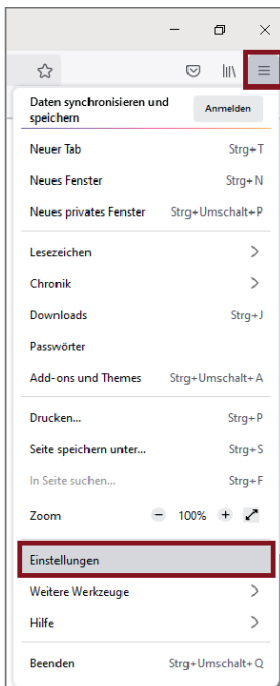 Daten synchronisieren und
speichern
Anmelden
Neuer Tab Strg+T
Neues Fenster Strg+N
Neues privates Fenster Strg+Umschalt+P
Lesezeichen
Chronik
Downloads Strg+J
Passwörter
Add-ons und Themes Strg+Umschalt+A
Drucken... Strg+P
Seite speichern unter... Strg+S
In Seite suchen... Strg+F
Zoom − 100% +
Einstellungen
Weitere Werkzeuge
Hilfe
Beenden Strg+Umschalt+Q